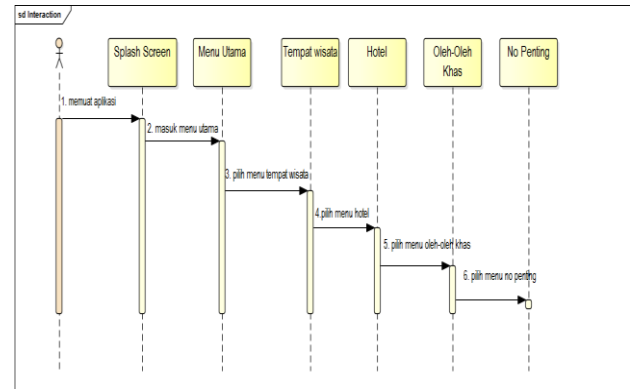 sd Interaction
Splash Screen
Menu Utama
Tempat wisata
Hotel
Oleh-Oleh
Khas
No Penting
1. memuat aplikasi
2. masuk menu utama
3. pilih menu tempat wisata
4.pilih menu hotel
5. pilih menu oleh-oleh khas
6. pilih menu no penting